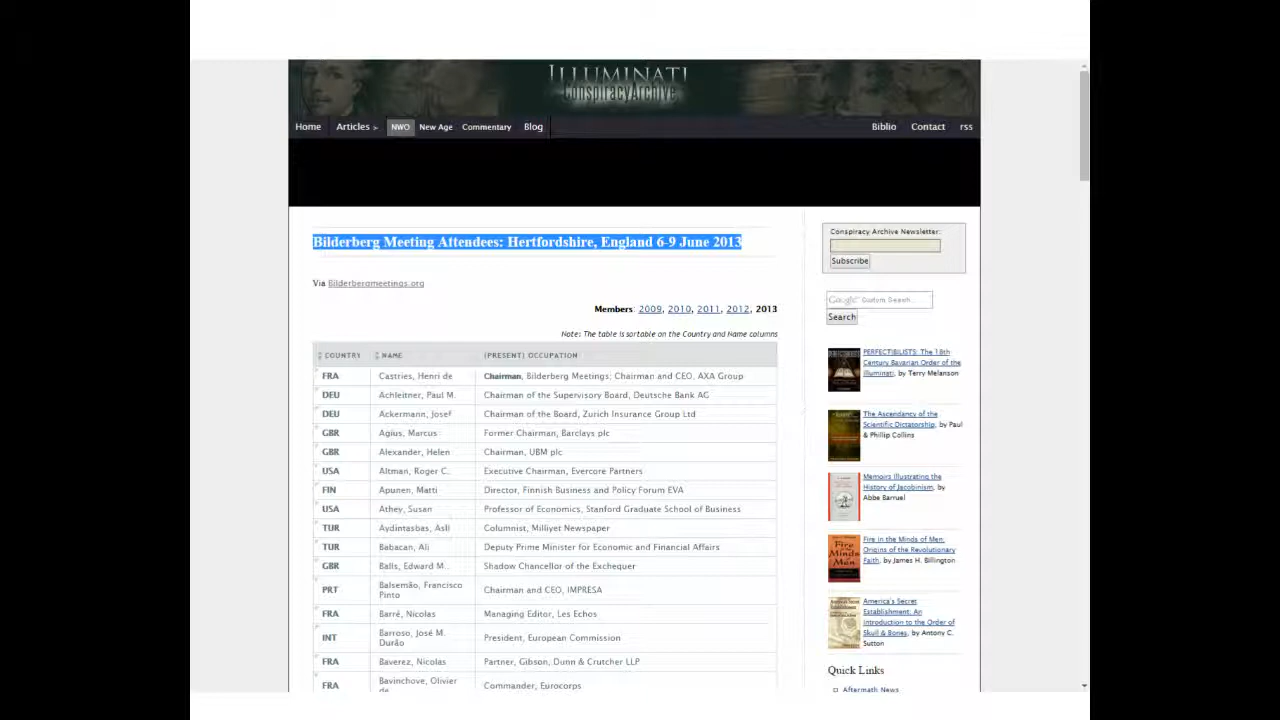 ILLUMINATI
ConspiracyArchive
Home Articles > NWO New Age Commentary Blog Biblio Contact rss
Bilderberg Meeting Attendees: Hertfordshire, England 6-9 June 2013
Via Bilderbergmeetings.org
Members: 2009, 2010, 2011, 2012, 2013
Note: The table is sortable on the Country and Name columns
COUNTRY NAME (PRESENT) OCCUPATION
FRA Castries, Henri de Chairman, Bilderberg Meetings; Chairman and CEO, AXA Group
DEU Achleitner, Paul M. Chairman of the Supervisory Board, Deutsche Bank AG
DEU Ackermann, Josef Chairman of the Board, Zurich Insurance Group Ltd
GBR Agius, Marcus Former Chairman, Barclays plc
GBR Alexander, Helen Chairman, UBM plc
USA Altman, Roger C. Executive Chairman, Evercore Partners
FIN Apunen, Matti Director, Finnish Business and Policy Forum EVA
USA Athey, Susan Professor of Economics, Stanford Graduate School of Business
TUR Aydintasbas, Asli Columnist, Milliyet Newspaper
TUR Babacan, Ali Deputy Prime Minister for Economic and Financial Affairs
GBR Balls, Edward M. Shadow Chancellor of the Exchequer
PRT Balsemão, Francisco Pinto Chairman and CEO, IMPRESA
FRA Barré, Nicolas Managing Editor, Les Echos
INT Barroso, José M. Durão President, European Commission
FRA Baverez, Nicolas Partner, Gibson, Dunn & Crutcher LLP
FRA Bavinchove, Olivier de Commander, Eurocorps
Conspiracy Archive Newsletter:
Subscribe
Google Custom Search
Search
PERFECTIBILISTS: The 18th
Century Bavarian Order of the
Illuminati, by Terry Melanson
The Ascendancy of the
Scientific Dictatorship, by Paul
& Phillip Collins
Memoirs Illustrating the
History of Jacobinism, by
Abbe Barruel
Fire in the Minds of Men:
Origins of the Revolutionary
Faith, by James H. Billington
America's Secret
Establishment: An
Introduction to the Order of
Skull & Bones, by Antony C.
Sutton
Quick Links
Aftermath News